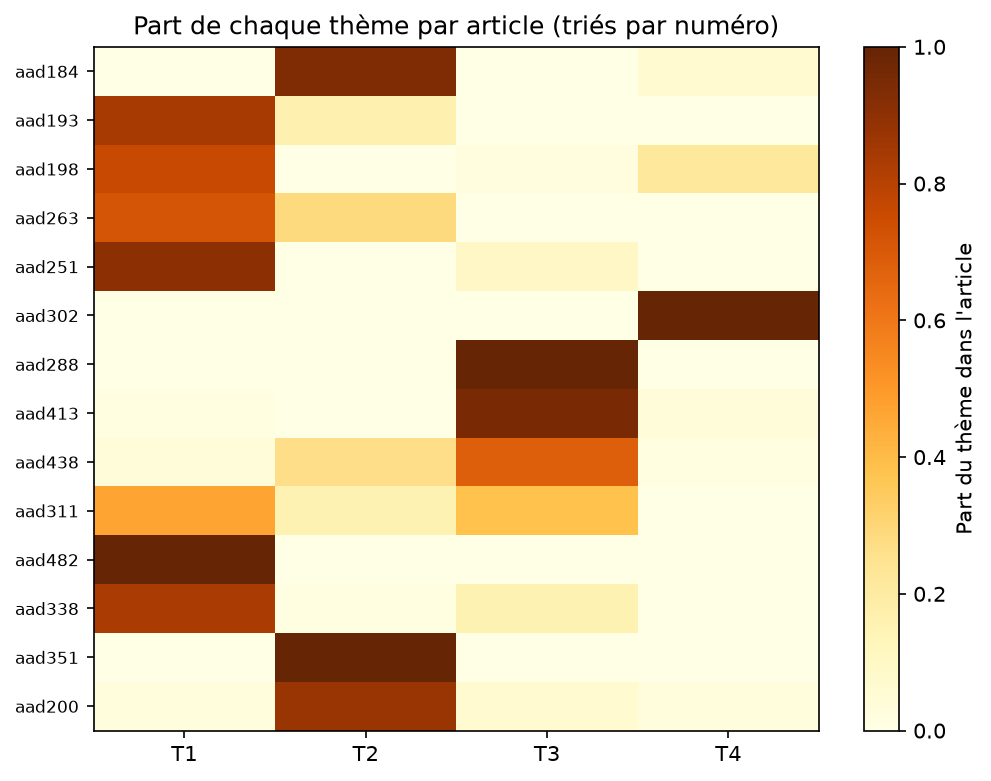 Part de chaque thème par article (triés par numéro)
aad184
aad193
aad198
aad263
aad251
aad302
aad288
aad413
aad438
aad311
aad482
aad338
aad351
aad200
T1 T2 T3 T4
1.0
0.8
0.6
0.4
0.2
0.0
Part du thème dans l'article